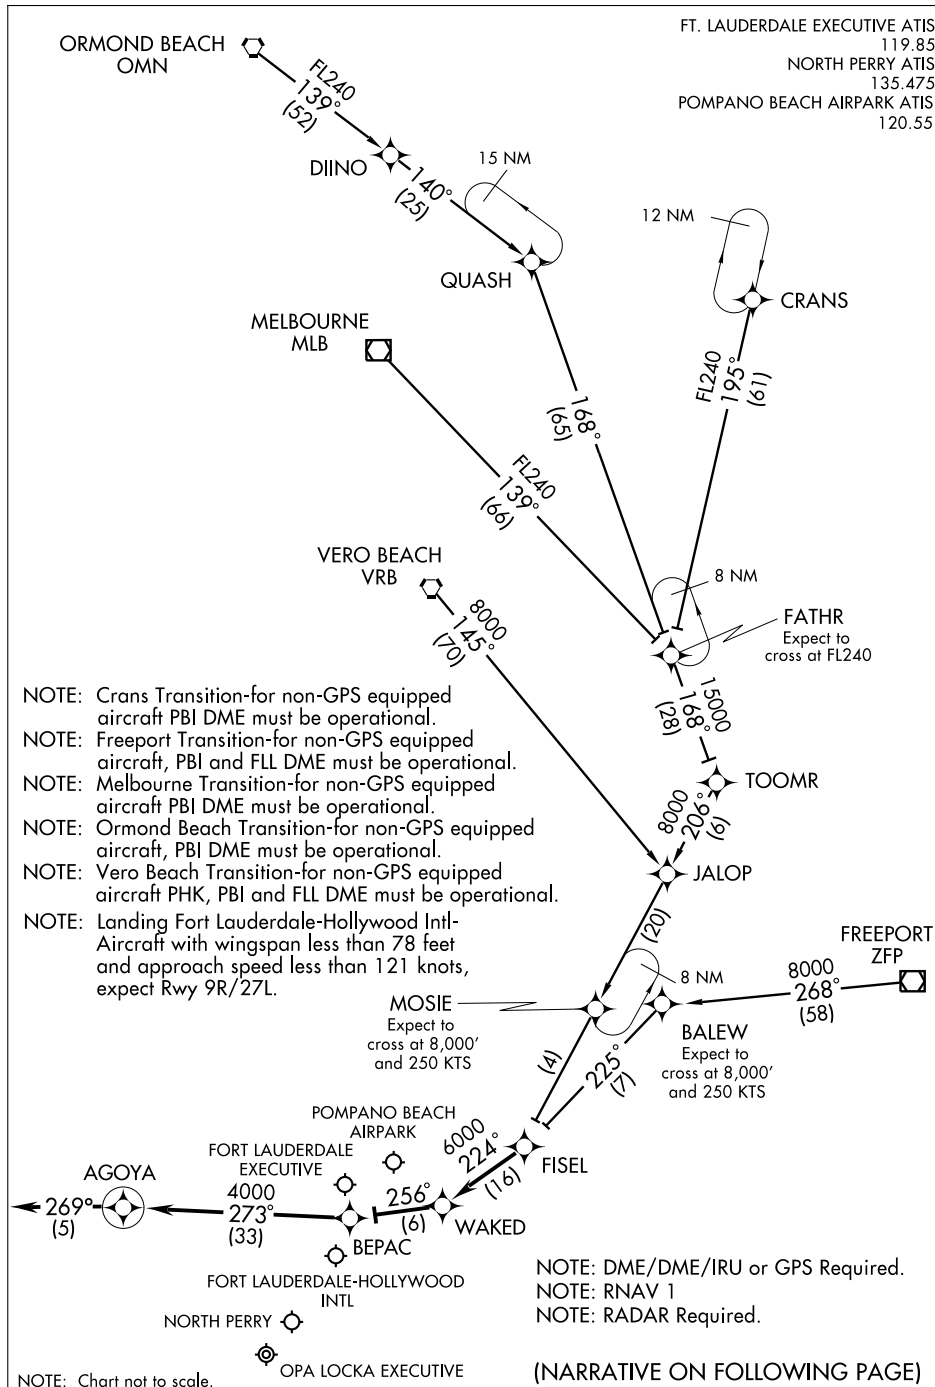 FT. LAUDERDALE EXECUTIVE ATIS
119.85
NORTH PERRY ATIS
135.475
POMPANO BEACH AIRPARK ATIS
120.55
ORMOND BEACH
OMN
FL240
139°
(52)
DIINO
140°
(25)
15 NM
QUASH
12 NM
CRANS
MELBOURNE
MLB
168°
(65)
FL240
195°
(61)
FL240
139°
(66)
VERO BEACH
VRB
8000
145°
(70)
8 NM
FATHR
Expect to
cross at FL240
15000
168°
(28)
TOOMR
8000
206°
(6)
JALOP
NOTE: Crans Transition-for non-GPS equipped
aircraft PBI DME must be operational.
NOTE: Freeport Transition-for non-GPS equipped
aircraft, PBI and FLL DME must be operational.
NOTE: Melbourne Transition-for non-GPS equipped
aircraft PBI DME must be operational.
NOTE: Ormond Beach Transition-for non-GPS equipped
aircraft, PBI DME must be operational.
NOTE: Vero Beach Transition-for non-GPS equipped
aircraft PHK, PBI and FLL DME must be operational.
NOTE: Landing Fort Lauderdale-Hollywood Intl-
Aircraft with wingspan less than 78 feet
and approach speed less than 121 knots,
expect Rwy 9R/27L.
(20)
8 NM
FREEPORT
ZFP
8000
268°
(58)
MOSIE
Expect to
cross at 8,000'
and 250 KTS
BALEW
Expect to
cross at 8,000'
and 250 KTS
(4)
225°
(7)
POMPANO BEACH
AIRPARK
FORT LAUDERDALE
EXECUTIVE
6000
224°
(16)
FISEL
AGOYA
269°
(5)
4000
273°
(33)
256°
(6)
WAKED
BEPAC
FORT LAUDERDALE-HOLLYWOOD
INTL
NORTH PERRY
OPA LOCKA EXECUTIVE
NOTE: DME/DME/IRU or GPS Required.
NOTE: RNAV 1
NOTE: RADAR Required.
(NARRATIVE ON FOLLOWING PAGE)
NOTE: Chart not to scale.